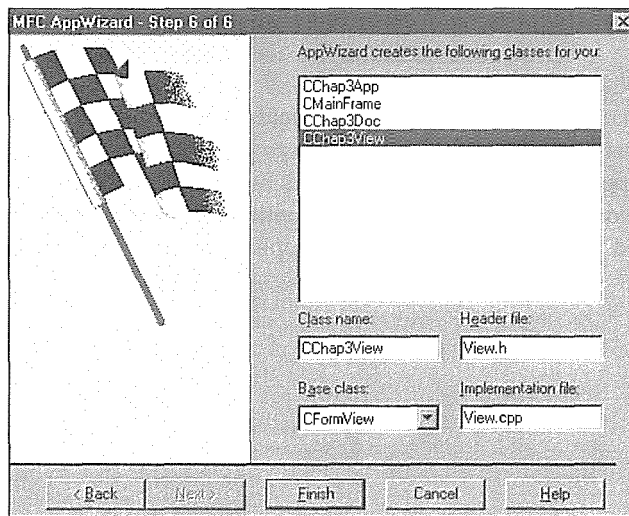 MFC AppWizard - Step 6 of 6
AppWizard creates the following classes for you:
CChap3App
CMainFrame
CChap3Doc
CChap3View
Class name:
Header file:
CChap3View
View.h
Base class:
Implementation file:
CFormView
View.cpp
< Back
Next >
Finish
Cancel
Help